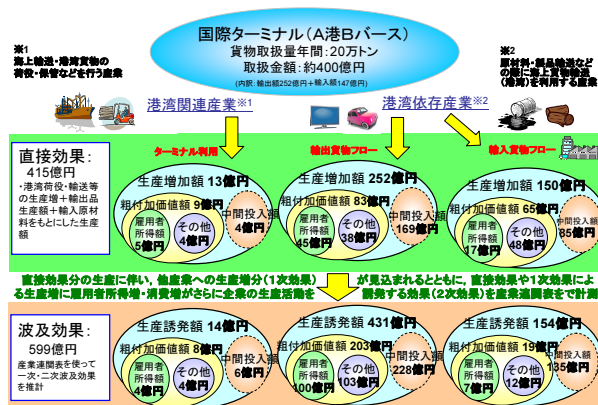 国際ターミナル(A港Bバース)
貨物取扱量年間:20万トン
取扱金額:約400億円
(内訳:輸出額252億円+輸入額147億円)
※1
海上輸送・港湾貨物の
荷役・保管などを行う産業
※2
原材料・製品輸送など
の際に海上貨物輸送
(港湾)を利用する産業
港湾関連産業※1
港湾依存産業※2
直接効果:
415億円
・港湾荷役・輸送等
の生産増+輸出品
生産額+輸入原材
料をもとにした生産
額
ターミナル利用
生産増加額 13億円
粗付加価値額 9億円
雇用者
所得額
5億円
その他
4億円
中間投入額
4億円
輸出貨物フロー
生産増加額 252億円
粗付加価値額 83億円
雇用者
所得額
45億円
その他
38億円
中間投入額
169億円
輸入貨物フロー
生産増加額 150億円
粗付加価値額 65億円
雇用者
所得額
17億円
その他
48億円
中間投入額
85億円
直接効果分の生産に伴い,他産業への生産増分(1次効果) が見込まれるとともに,直接効果や1次効果によ
る生産増に雇用者所得増・消費増がさらに企業の生産活動を 開発する効果(2次効果)を産業連関表をで計測
波及効果:
599億円
産業連関表を使って
一次・二次波及効果
を推計
生産誘発額 14億円
粗付加価値額 8億円
雇用者
所得額
4億円
その他
4億円
中間投入額
6億円
生産誘発額 431億円
粗付加価値額 203億円
雇用者
所得額
100億円
その他
103億円
中間投入額
228億円
生産誘発額 154億円
粗付加価値額 19億円
雇用者
所得額
7億円
その他
12億円
中間投入額
135億円